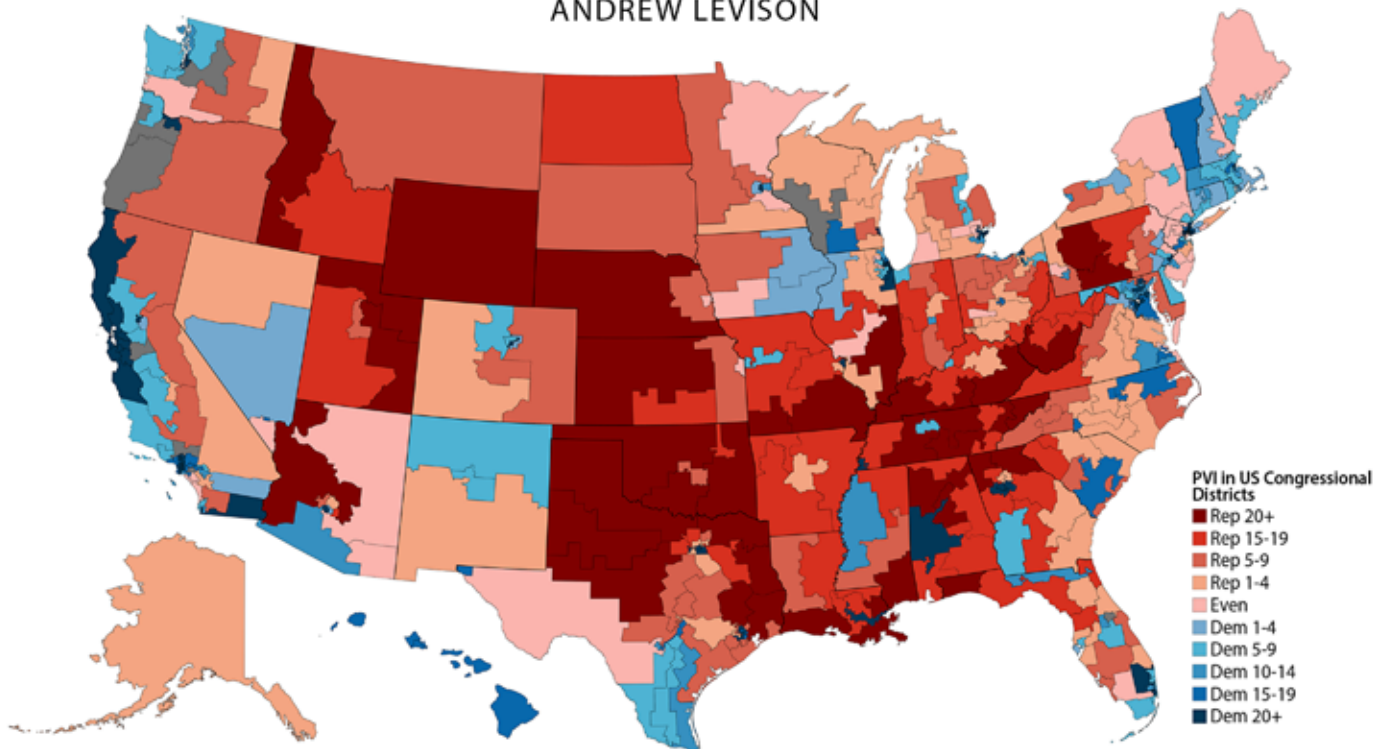 ANDREW LEVISON
PVI in US Congressional
Districts
Rep 20+
Rep 15-19
Rep 5-9
Rep 1-4
Even
Dem 1-4
Dem 5-9
Dem 10-14
Dem 15-19
Dem 20+